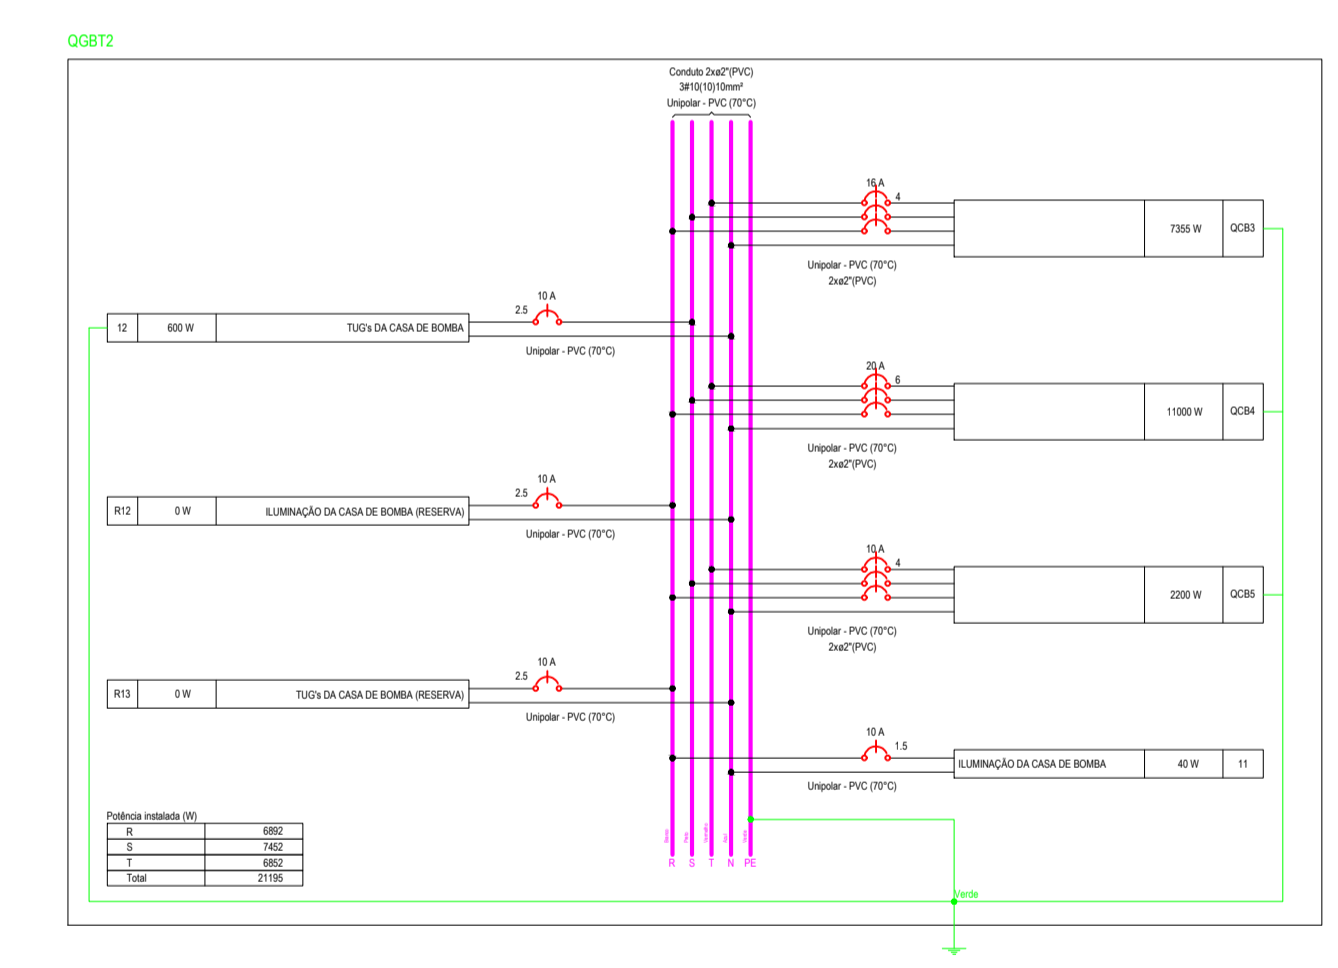 QGBT2
Conduto 2xø2"(PVC)
3#10(10)10mm²
Unipolar - PVC (70°C)
16 A
4
7355 W
QCB3
Unipolar - PVC (70°C)
2xø2"(PVC)
10 A
2.5
12
600 W
TUG's DA CASA DE BOMBA
Unipolar - PVC (70°C)
20 A
6
11000 W
QCB4
Unipolar - PVC (70°C)
2xø2"(PVC)
10 A
2.5
R12
0 W
ILUMINAÇÃO DA CASA DE BOMBA (RESERVA)
Unipolar - PVC (70°C)
10 A
4
2200 W
QCB5
Unipolar - PVC (70°C)
2xø2"(PVC)
10 A
2.5
R13
0 W
TUG's DA CASA DE BOMBA (RESERVA)
Unipolar - PVC (70°C)
10 A
1.5
ILUMINAÇÃO DA CASA DE BOMBA
40 W
11
Unipolar - PVC (70°C)
Potência instalada (W)
R 6892
S 7452
T 6852
Total 21195
Vermelho
Azul
Verde
R S T N PE
Verde